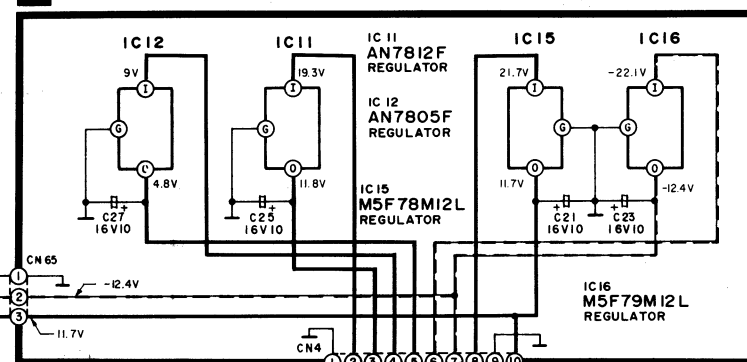 IC12
IC11
IC 11
AN7812F
REGULATOR
IC15
IC16
9V
19.3V
21.7V
-22.1V
I
I
I
I
IC 12
AN7805F
REGULATOR
G
G
G
G
O
O
O
4.8V
11.8V
11.7V
-12.4V
IC15
M5F78M12L
REGULATOR
+
C27
16V10
+
C25
16V10
+
C21
16V10
+
C23
16V10
CN65
1
2
3
-12.4V
11.7V
IC16
M5F79M12L
REGULATOR
CN4
1 2 3 4 5 6 7 8 9 10